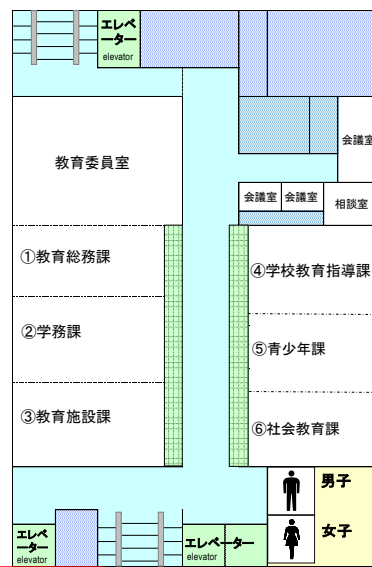 エレベ
ーター
elevator
教育委員室
会議室
会議室
会議室
相談室
①教育総務課
④学校教育指導課
②学務課
⑤青少年課
③教育施設課
⑥社会教育課
男子
女子
エレベ
ーター
elevator
エレベーター
elevator